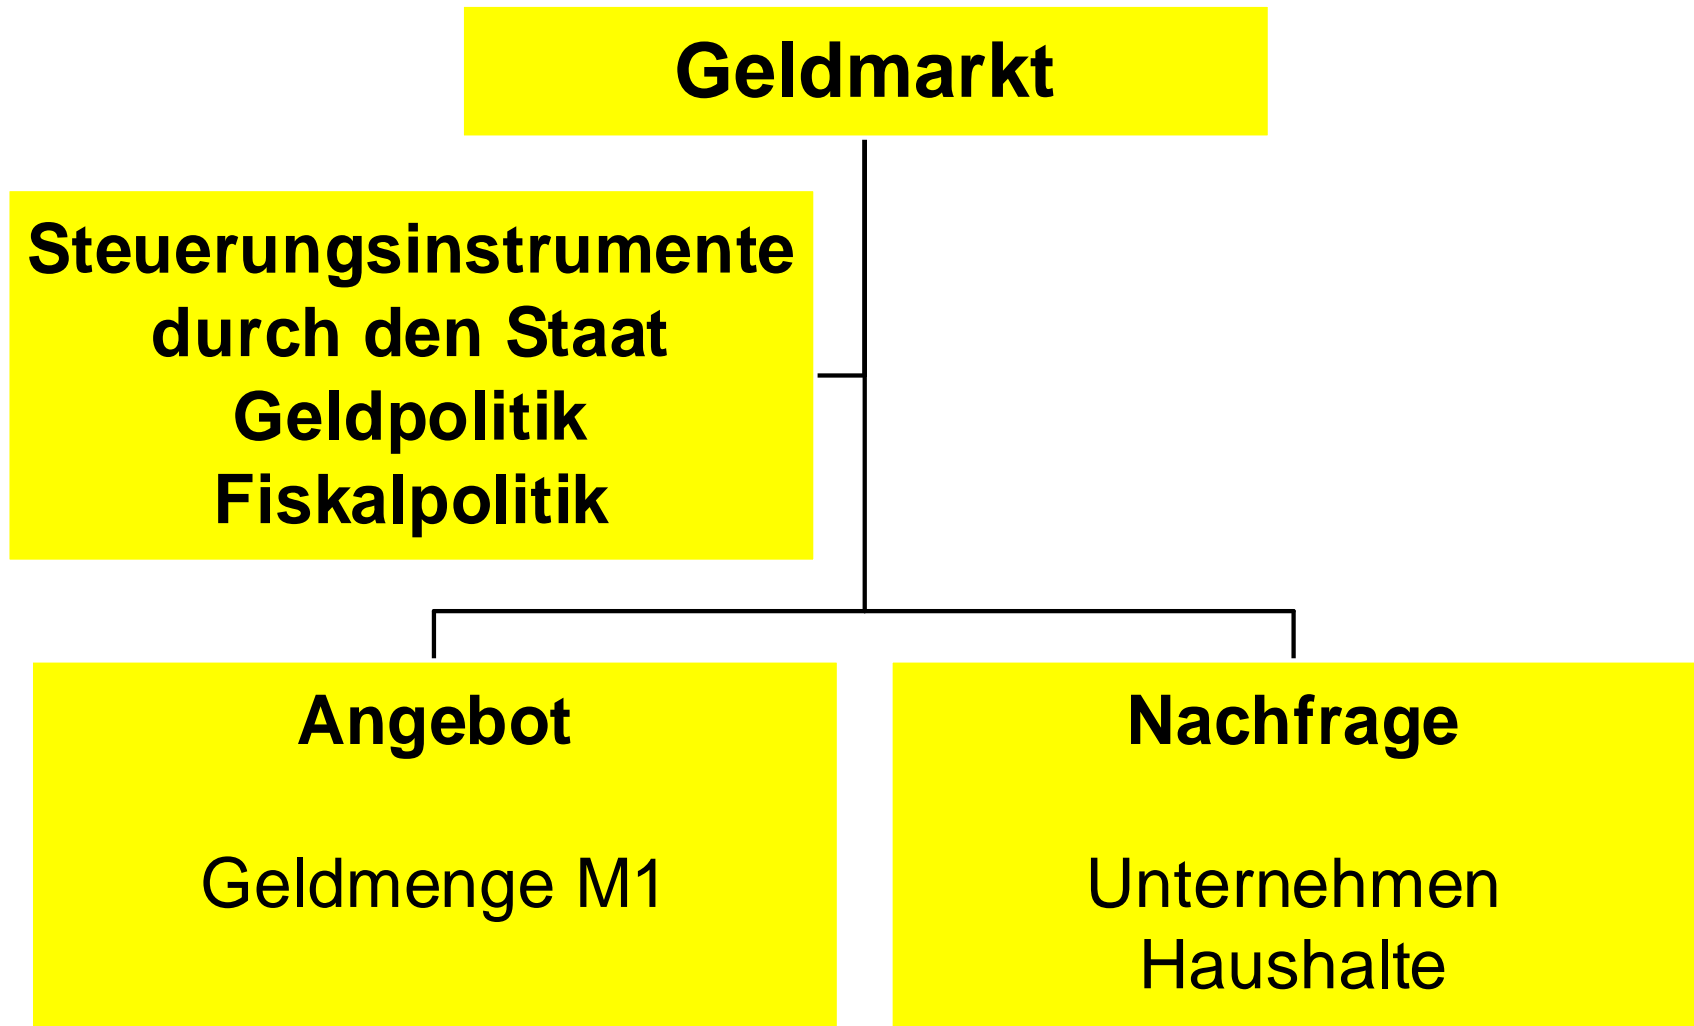 Geldmarkt
Steuerungsinstrumente
durch den Staat
Geldpolitik
Fiskalpolitik
Angebot
Geldmenge M1
Nachfrage
Unternehmen
Haushalte